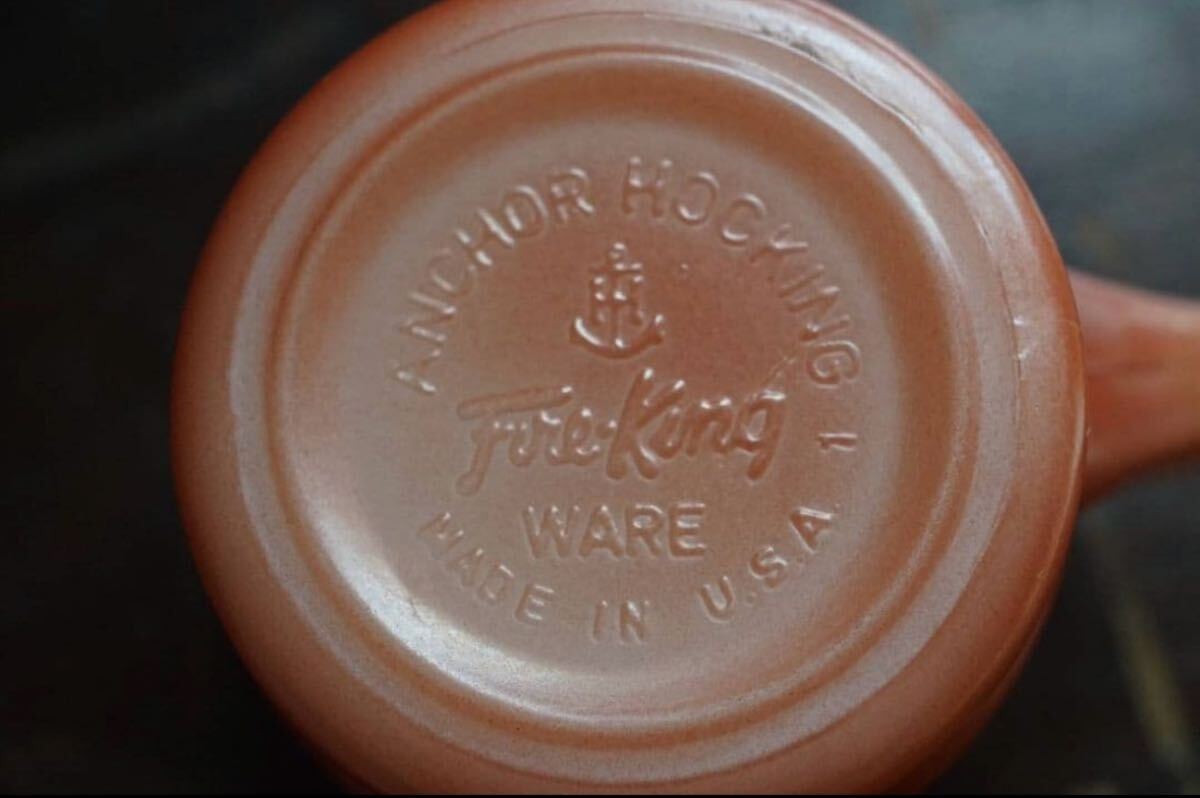 ANCHOR HOCKING
Fire-King
WARE
MADE IN U.S.A.
1